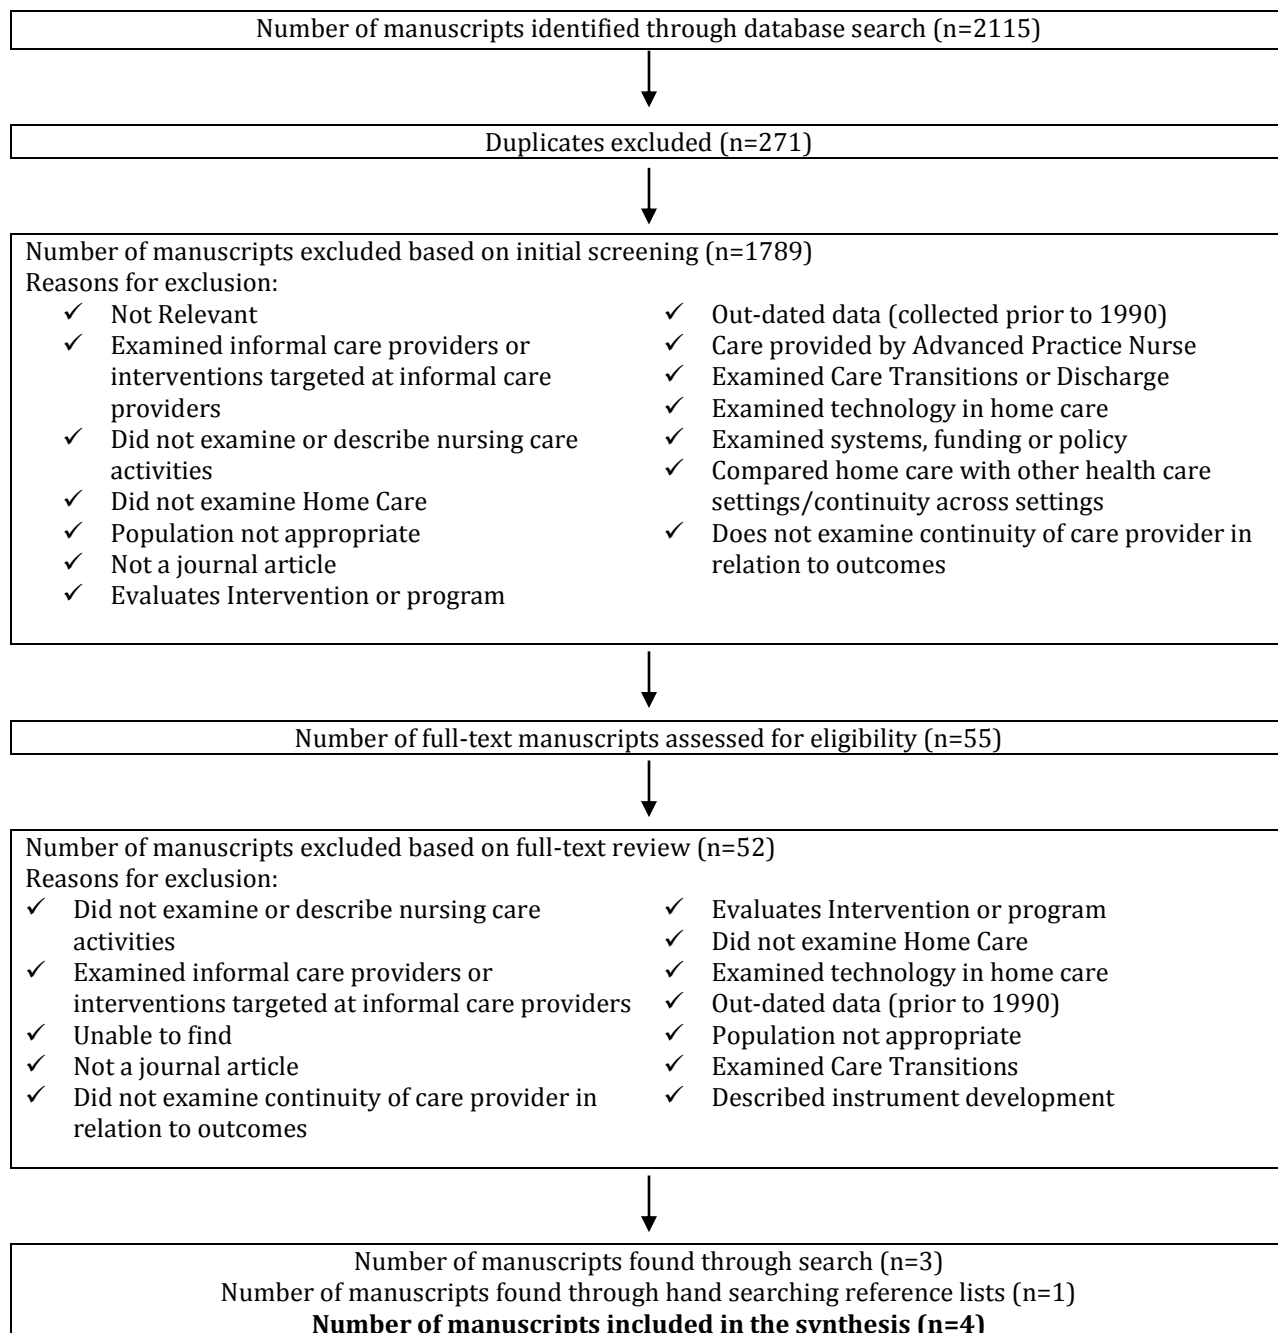 Number of manuscripts identified through database search (n=2115)
Duplicates excluded (n=271)
Number of manuscripts excluded based on initial screening (n=1789)
Reasons for exclusion:
✓ Not Relevant
✓ Examined informal care providers or
interventions targeted at informal care
providers
✓ Did not examine or describe nursing care
activities
✓ Did not examine Home Care
✓ Population not appropriate
✓ Not a journal article
✓ Evaluates Intervention or program
✓ Out-dated data (collected prior to 1990)
✓ Care provided by Advanced Practice Nurse
✓ Examined Care Transitions or Discharge
✓ Examined technology in home care
✓ Examined systems, funding or policy
✓ Compared home care with other health care
settings/continuity across settings
✓ Does not examine continuity of care provider in
relation to outcomes
Number of full-text manuscripts assessed for eligibility (n=55)
Number of manuscripts excluded based on full-text review (n=52)
Reasons for exclusion:
✓ Did not examine or describe nursing care
activities
✓ Examined informal care providers or
interventions targeted at informal care providers
✓ Unable to find
✓ Not a journal article
✓ Did not examine continuity of care provider in
relation to outcomes
✓ Evaluates Intervention or program
✓ Did not examine Home Care
✓ Examined technology in home care
✓ Out-dated data (prior to 1990)
✓ Population not appropriate
✓ Examined Care Transitions
✓ Described instrument development
Number of manuscripts found through search (n=3)
Number of manuscripts found through hand searching reference lists (n=1)
Number of manuscripts included in the synthesis (n=4)